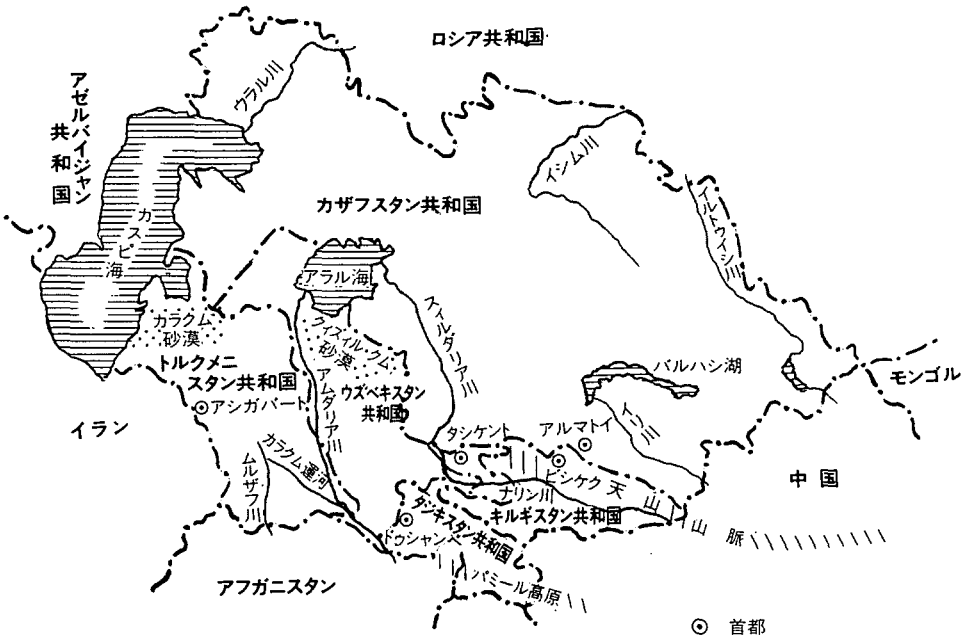 ロシア共和国
アゼルバイジャン
共和国
ウラル川
イシム川
カザフスタン共和国
イルトウィシ川
カスピ海
アラル海
スィルダリア川
カラクム
砂漠
クィズィル・クム
砂漠
トルクメニ
スタン共和国
アムダリア川
ウズベキスタン
共和国
バルハシ湖
モンゴル
アシガバート
イラン
イリ川
タシケント
アルマトイ
カラクム運河
ムルザフ川
ビシケク
天山山脈
中国
ナリン川
キルギスタン共和国
タジキスタン共和国
ドゥシャンベ
パミール高原
アフガニスタン
首都